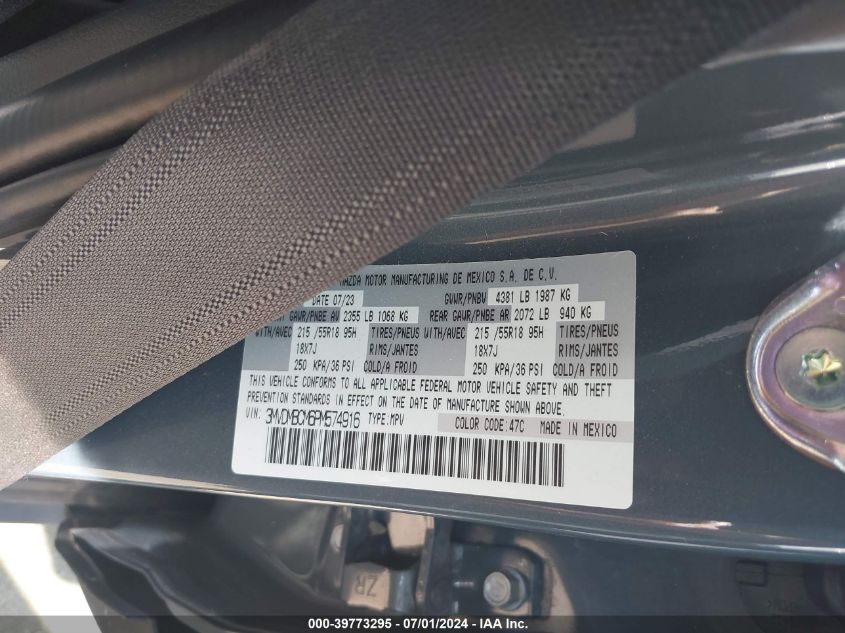 MAZDA MOTOR MANUFACTURING DE MEXICO S.A. DE C.V.
DATE 07/23 GVWR/PNBV 4381 LB 1987 KG
GAWR/PNBE AV 2355 LB 1068 KG REAR GAWR/PNBE AR 2072 LB 940 KG
WITH/AVEC 215 /55R18 95H TIRES/PNEUS WITH/AVEC 215 /55R18 95H TIRES/PNEUS
18X7J RIMS/JANTES 18X7J RIMS/JANTES
250 KPA/36 PSI COLD/A FROID 250 KPA/36 PSI COLD/A FROID
THIS VEHICLE CONFORMS TO ALL APPLICABLE FEDERAL MOTOR VEHICLE SAFETY AND THEFT
PREVENTION STANDARDS IN EFFECT ON THE DATE OF MANUFACTURE SHOWN ABOVE.
VIN: 3MVDMBCM6PM574916 TYPE:MPV COLOR CODE:47C MADE IN MEXICO
ZR
000-39773295 - 07/01/2024 - IAA Inc.